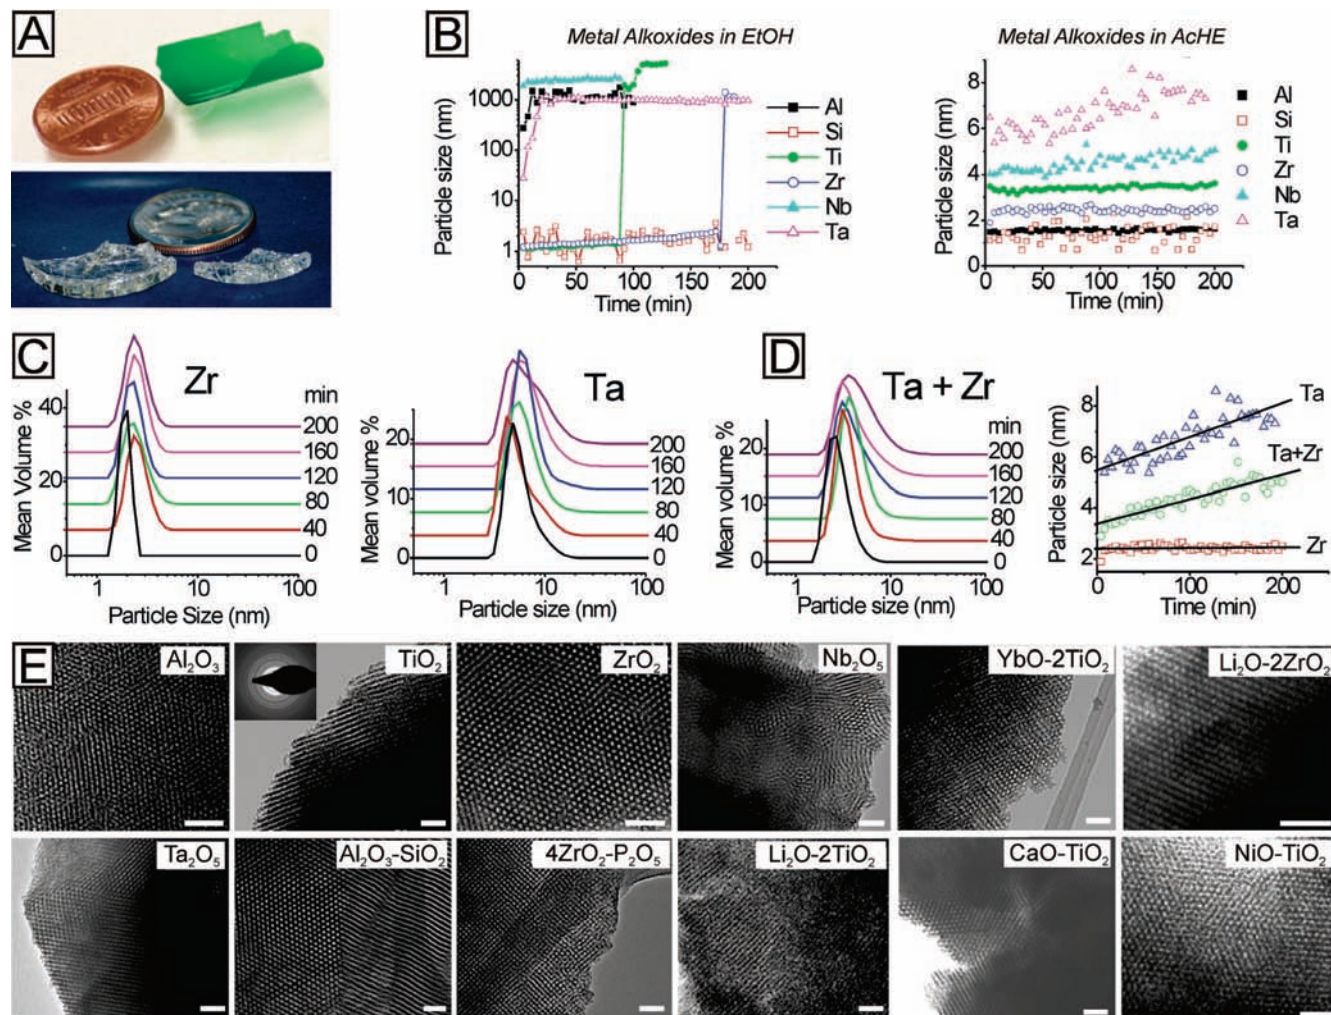 A
B
Metal Alkoxides in EtOH
Particle size (nm)
1000
100
10
1
0
50
100
150
200
Time (min)
Al
Si
Ti
Zr
Nb
Ta
Metal Alkoxides in AcHE
Particle size (nm)
8
6
4
2
0
0
50
100
150
200
Time (min)
Al
Si
Ti
Zr
Nb
Ta
C
Zr
Mean Volume %
40
20
0
min
200
160
120
80
40
0
1
10
100
Particle Size (nm)
Ta
Mean volume %
20
10
0
200
160
120
80
40
0
1
10
100
Particle size (nm)
D
Ta + Zr
Mean volume %
20
10
0
min
200
160
120
80
40
0
1
10
100
Particle size (nm)
Particle size (nm)
8
6
4
2
Ta
Ta+Zr
Zr
0
100
200
Time (min)
E
Al₂O₃
TiO₂
ZrO₂
Nb₂O₅
YbO-2TiO₂
Li₂O-2ZrO₂
Ta₂O₅
Al₂O₃-SiO₂
4ZrO₂-P₂O₅
Li₂O-2TiO₂
CaO-TiO₂
NiO-TiO₂